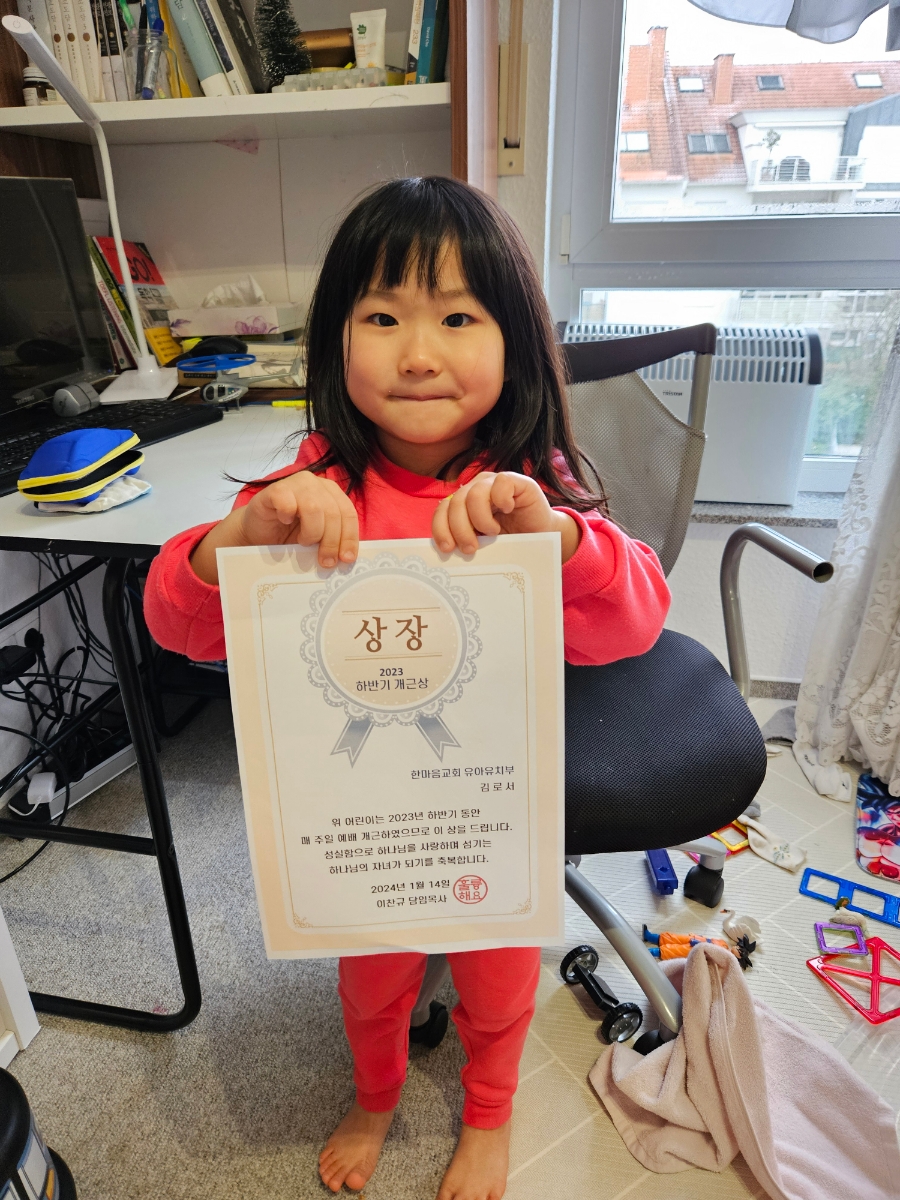 상장
2023
하반기 개근상
한마음교회 유아유치부
김로서
위 어린이는 2023년 하반기 동안
매 주일 예배 개근하였으므로 이 상을 드립니다.
성실함으로 하나님을 사랑하며 섬기는
하나님의 자녀가 되기를 축복합니다.
2024년 1월 14일
이찬규 담임목사
훌륭
해요